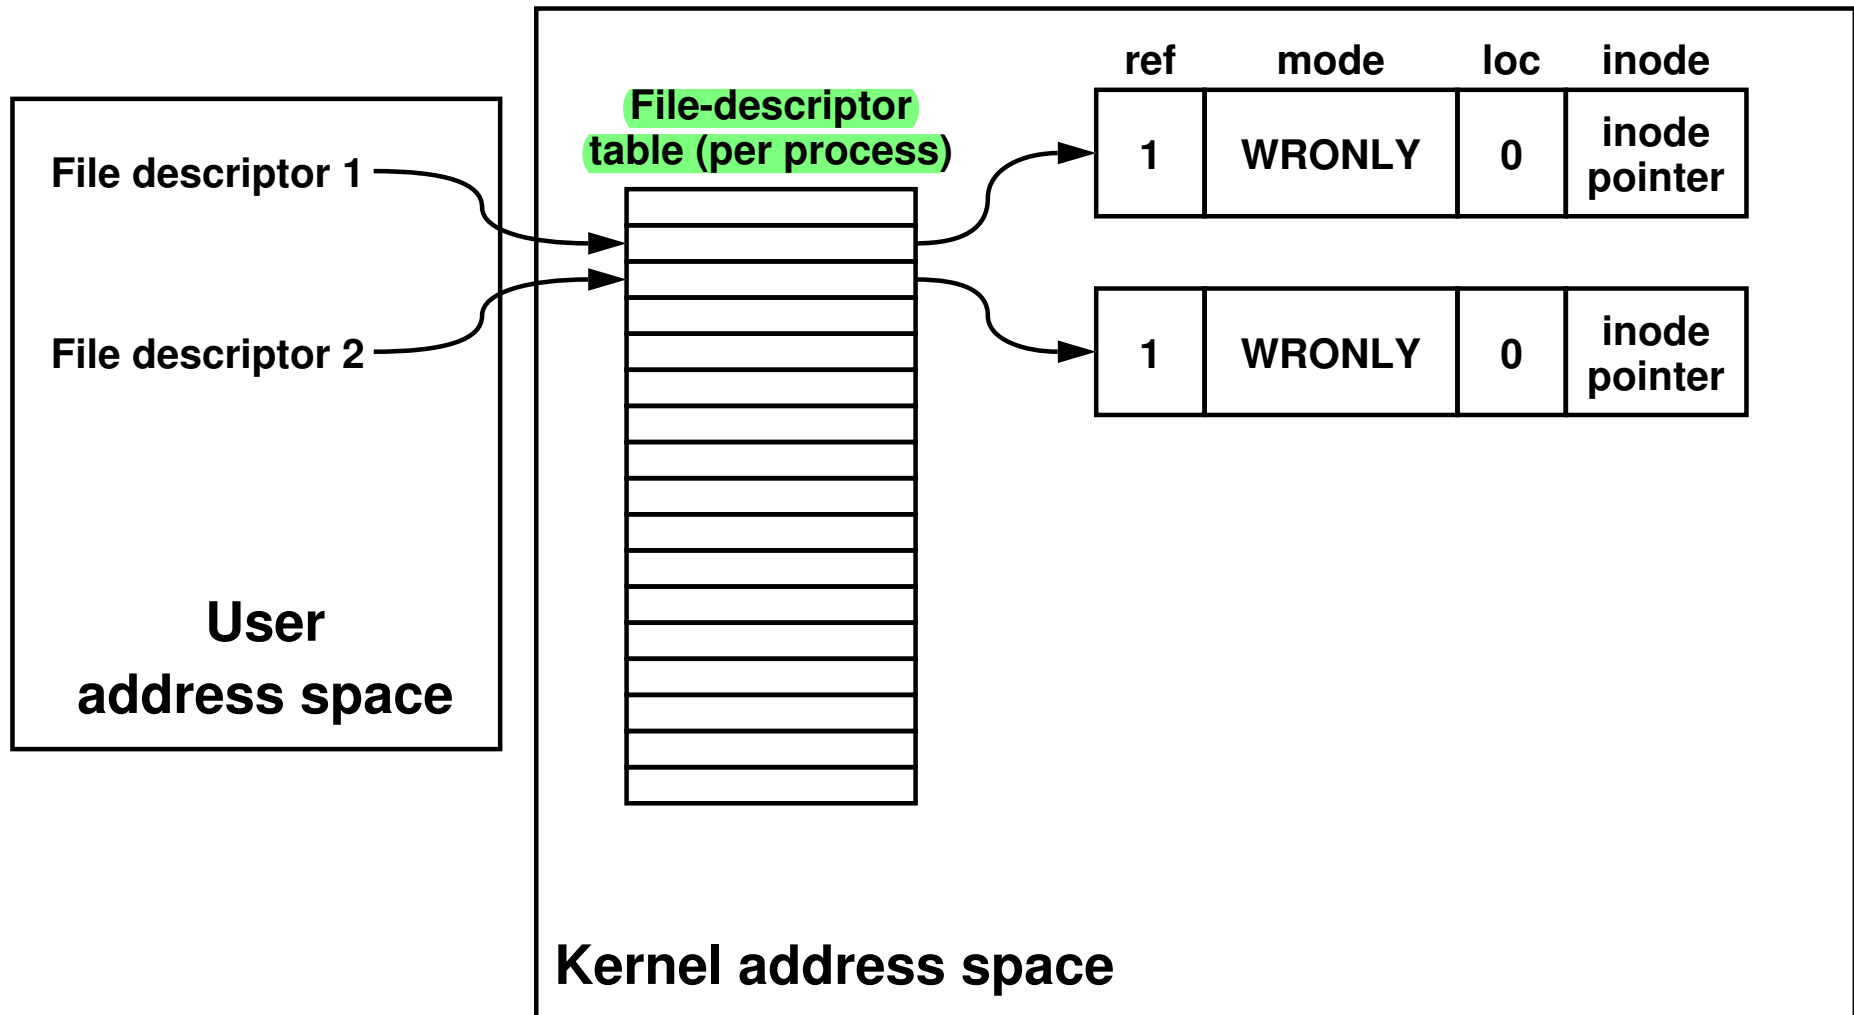 ref mode loc inode
File-descriptor
table (per process)
File descriptor 1
1 WRONLY 0 inode
pointer
File descriptor 2
1 WRONLY 0 inode
pointer
User
address space
Kernel address space